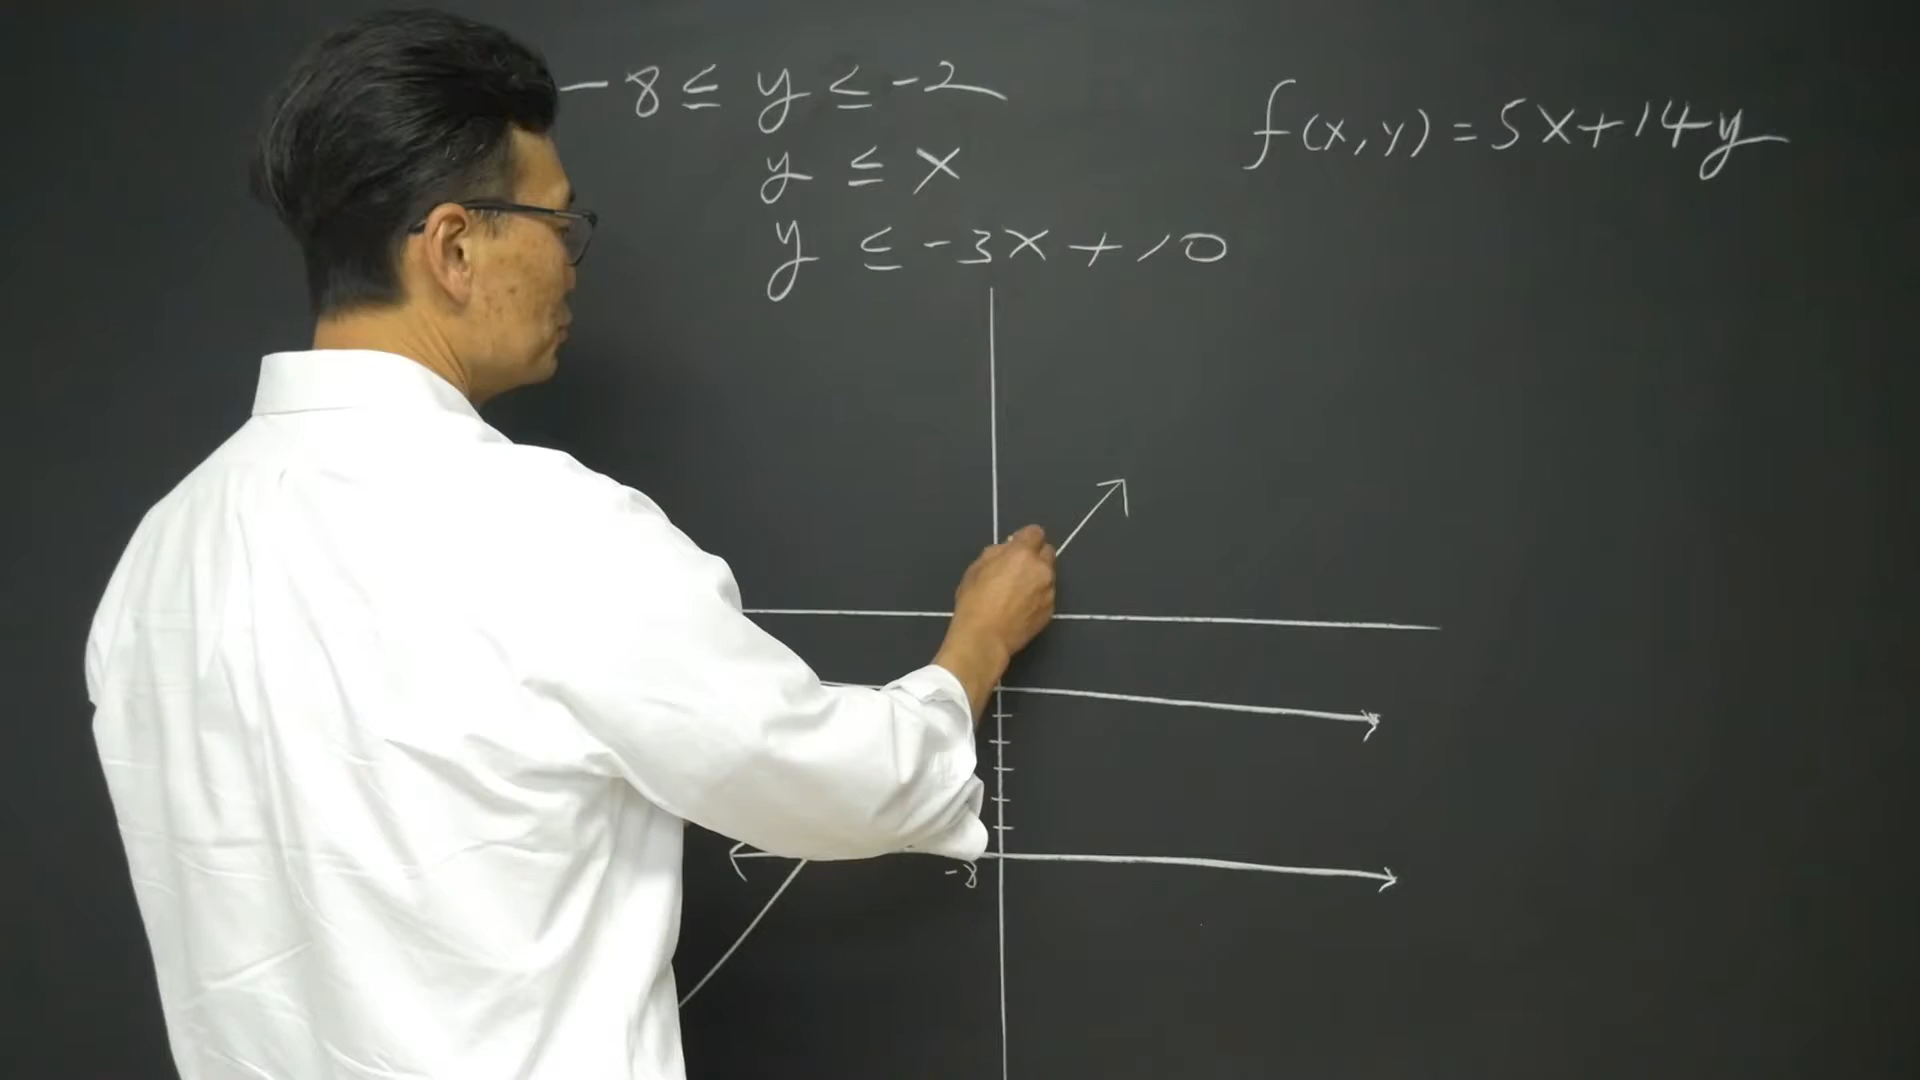 -8 ≤ y ≤ -2
f(x,y) = 5x+14y
y ≤ x
y ≤ -3x + 10
-8